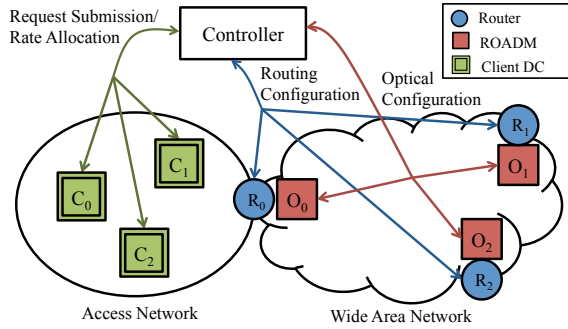 Request Submission/
Rate Allocation
Controller
Router
ROADM
Client DC
Routing
Configuration
Optical
Configuration
R1
O1
C1
C0
R0
O0
C2
O2
R2
Access Network
Wide Area Network